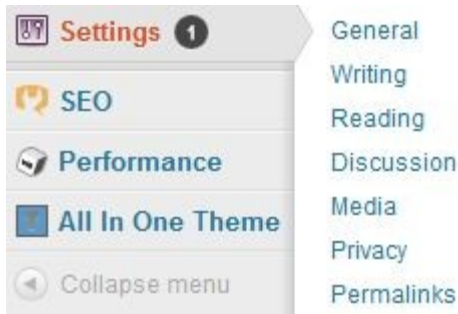 Settings 1
SEO
Performance
All In One Theme
Collapse menu
General
Writing
Reading
Discussion
Media
Privacy
Permalinks